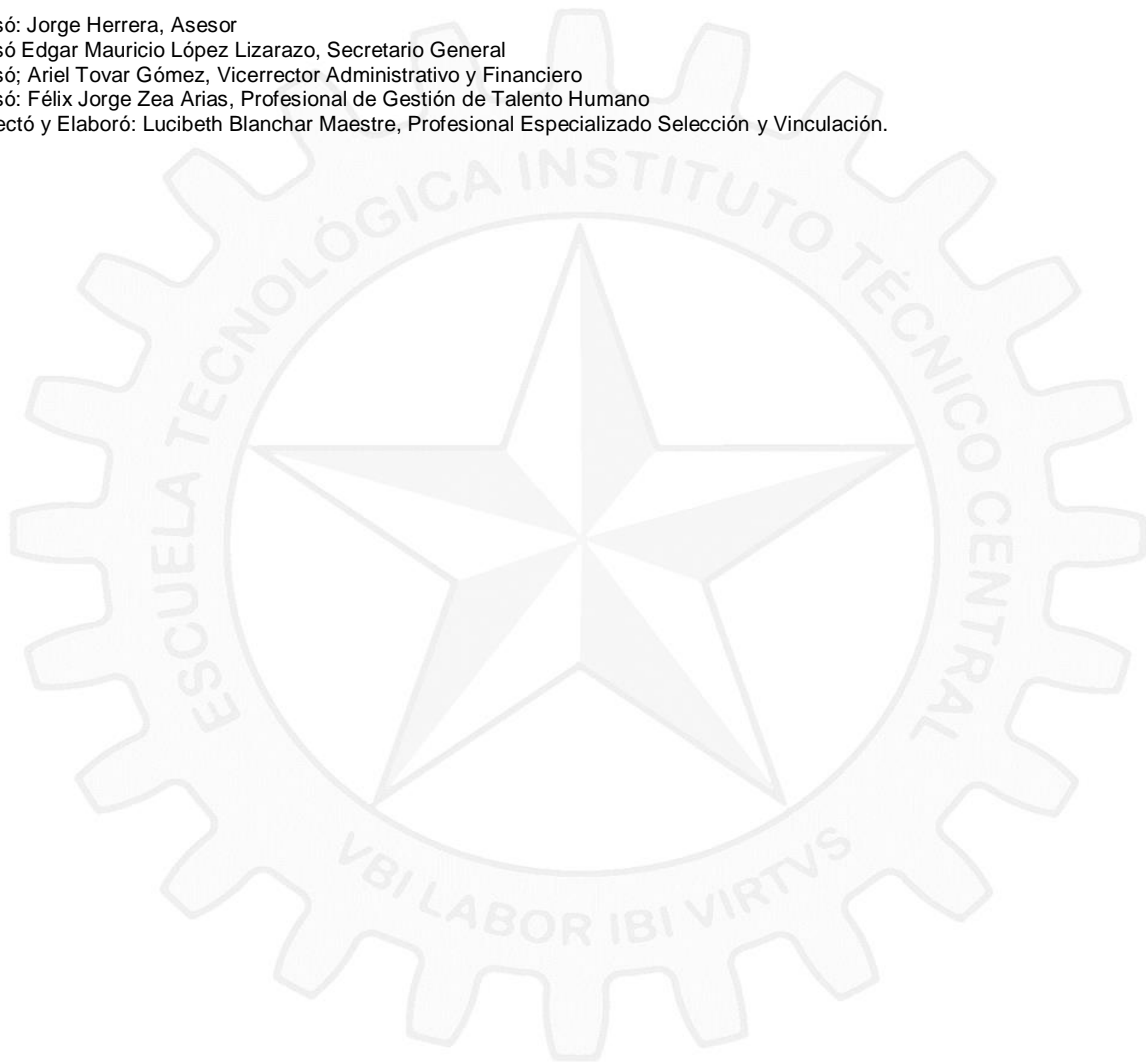 só: Jorge Herrera, Asesor
só Edgar Mauricio López Lizarazo, Secretario General
só; Ariel Tovar Gómez, Vicerrector Administrativo y Financiero
só: Félix Jorge Zea Arias, Profesional de Gestión de Talento Humano
ectó y Elaboró: Lucibeth Blanchar Maestre, Profesional Especializado Selección y Vinculación.
ESCUELA TECNOLÓGICA INSTITUTO TÉCNICO CENTRAL
VBI LABOR IBI VIRTVS